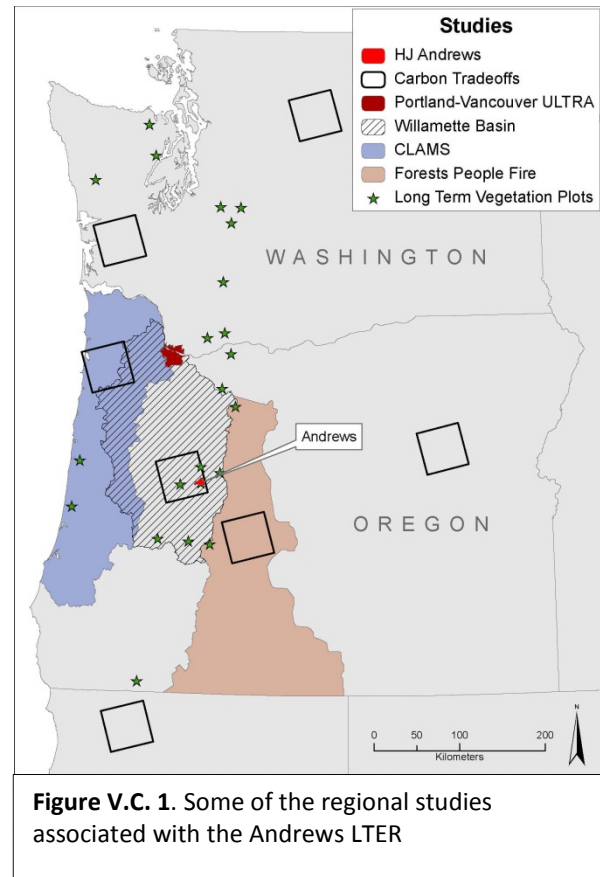 Studies
HJ Andrews
Carbon Tradeoffs
Portland-Vancouver ULTRA
Willamette Basin
CLAMS
Forests People Fire
Long Term Vegetation Plots
WASHINGTON
Andrews
OREGON
N
0 50 100 200
Kilometers
Figure V.C. 1. Some of the regional studies
associated with the Andrews LTER